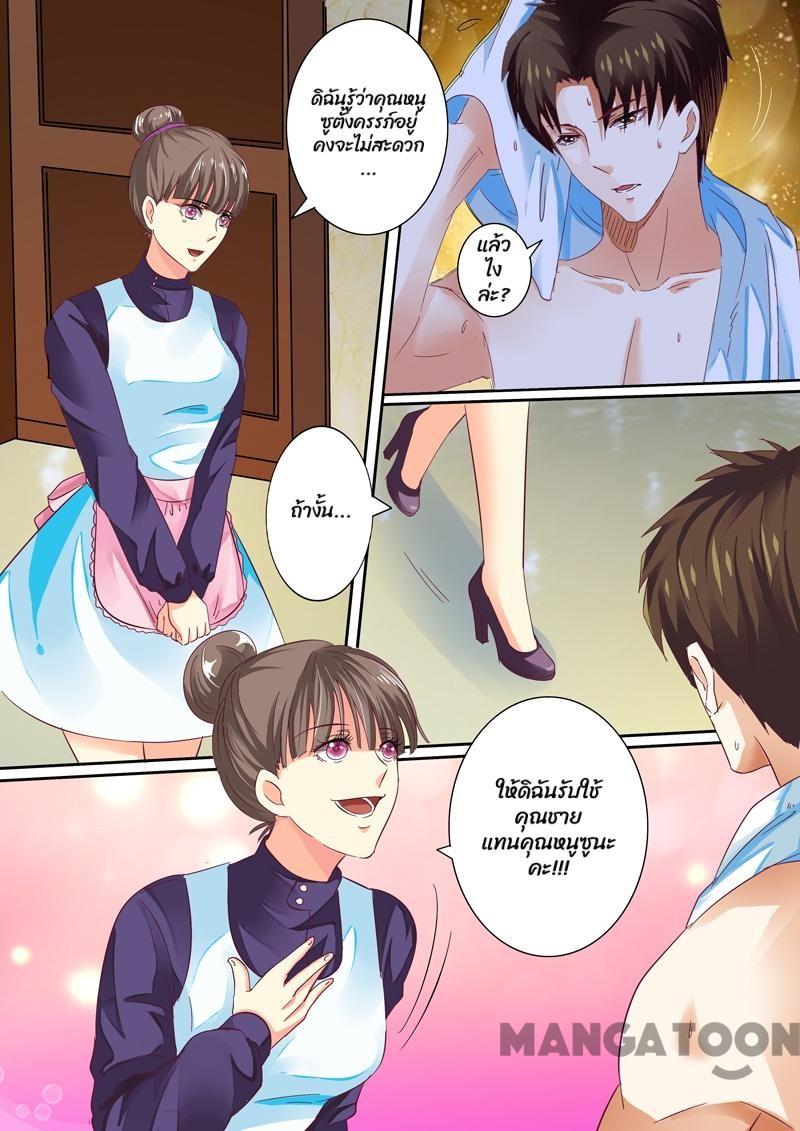 ดิฉันรู้ว่าคุณหนู
ซูตั้งครรภ์อยู่
คงจะไม่สะดวก
...
แล้ว
ไง
ล่ะ?
ถ้างั้น...
ให้ดิฉันรับใช้
คุณชาย
แทนคุณหนูซูนะ
คะ!!!
MANGATOON